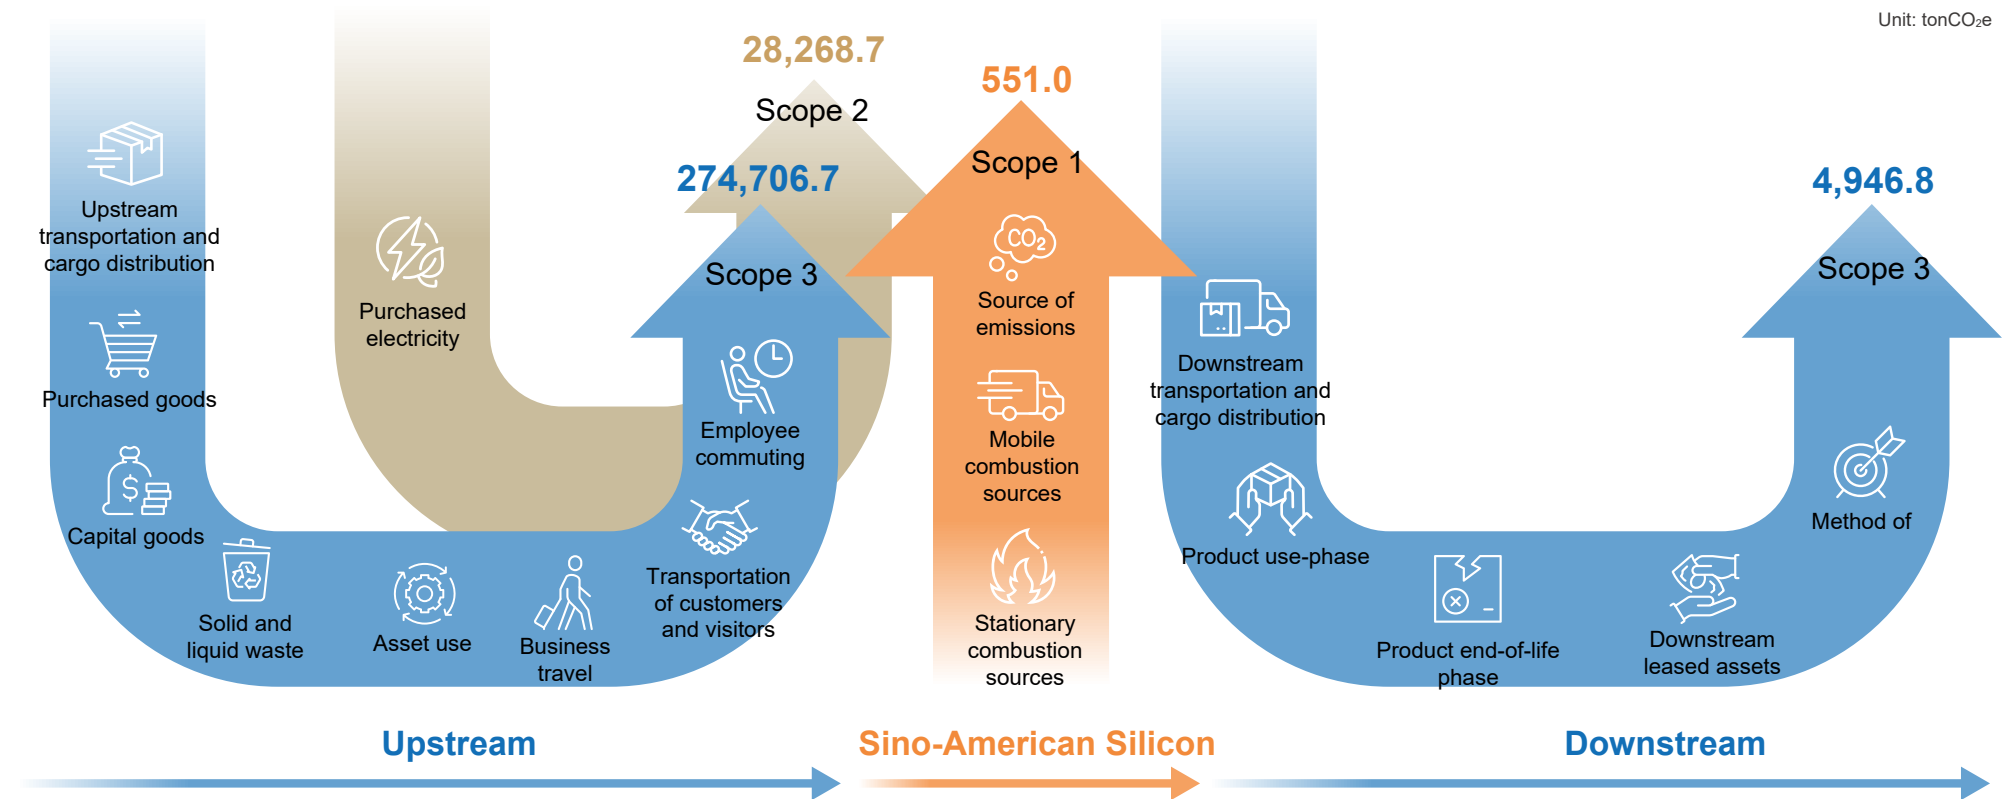 Unit: tonCO₂e
Upstream
transportation and
cargo distribution
Purchased goods
Capital goods
Solid and
liquid waste
Asset use
Business
travel
Transportation
of customers
and visitors
Employee
commuting
Scope 3
274,706.7
Purchased
electricity
28,268.7
Scope 2
551.0
Scope 1
CO₂
Source of
emissions
Mobile
combustion
sources
Stationary
combustion
sources
Downstream
transportation and
cargo distribution
Product use-phase
Product end-of-life
phase
Downstream
leased assets
Method of
Scope 3
4,946.8
Upstream
Sino-American Silicon
Downstream